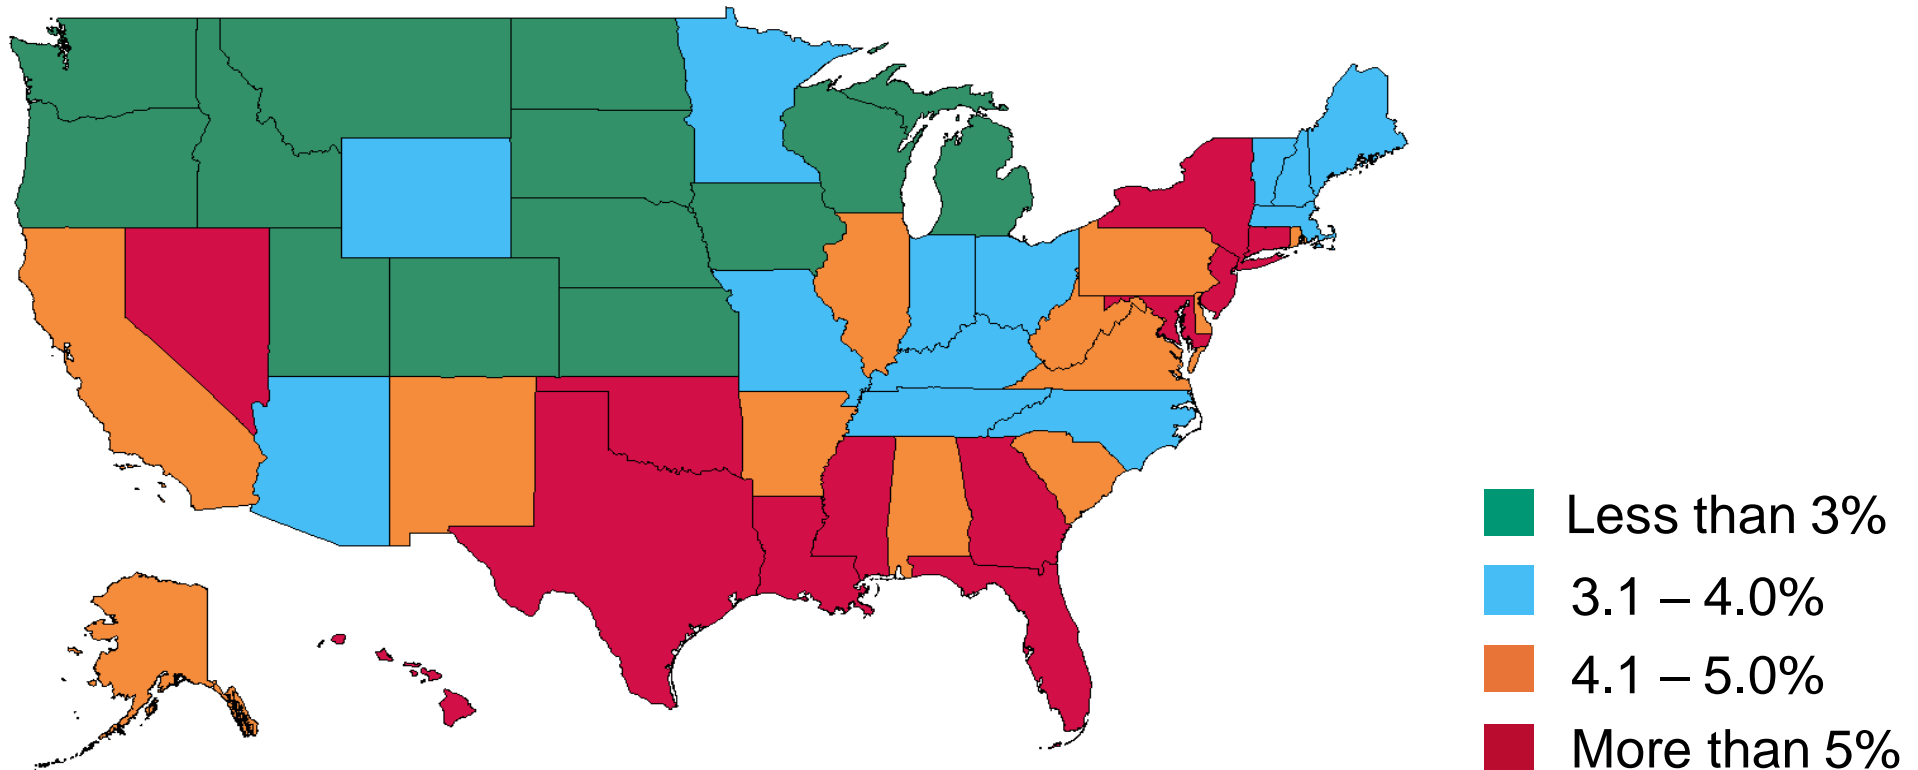 Less than 3%
3.1 – 4.0%
4.1 – 5.0%
More than 5%